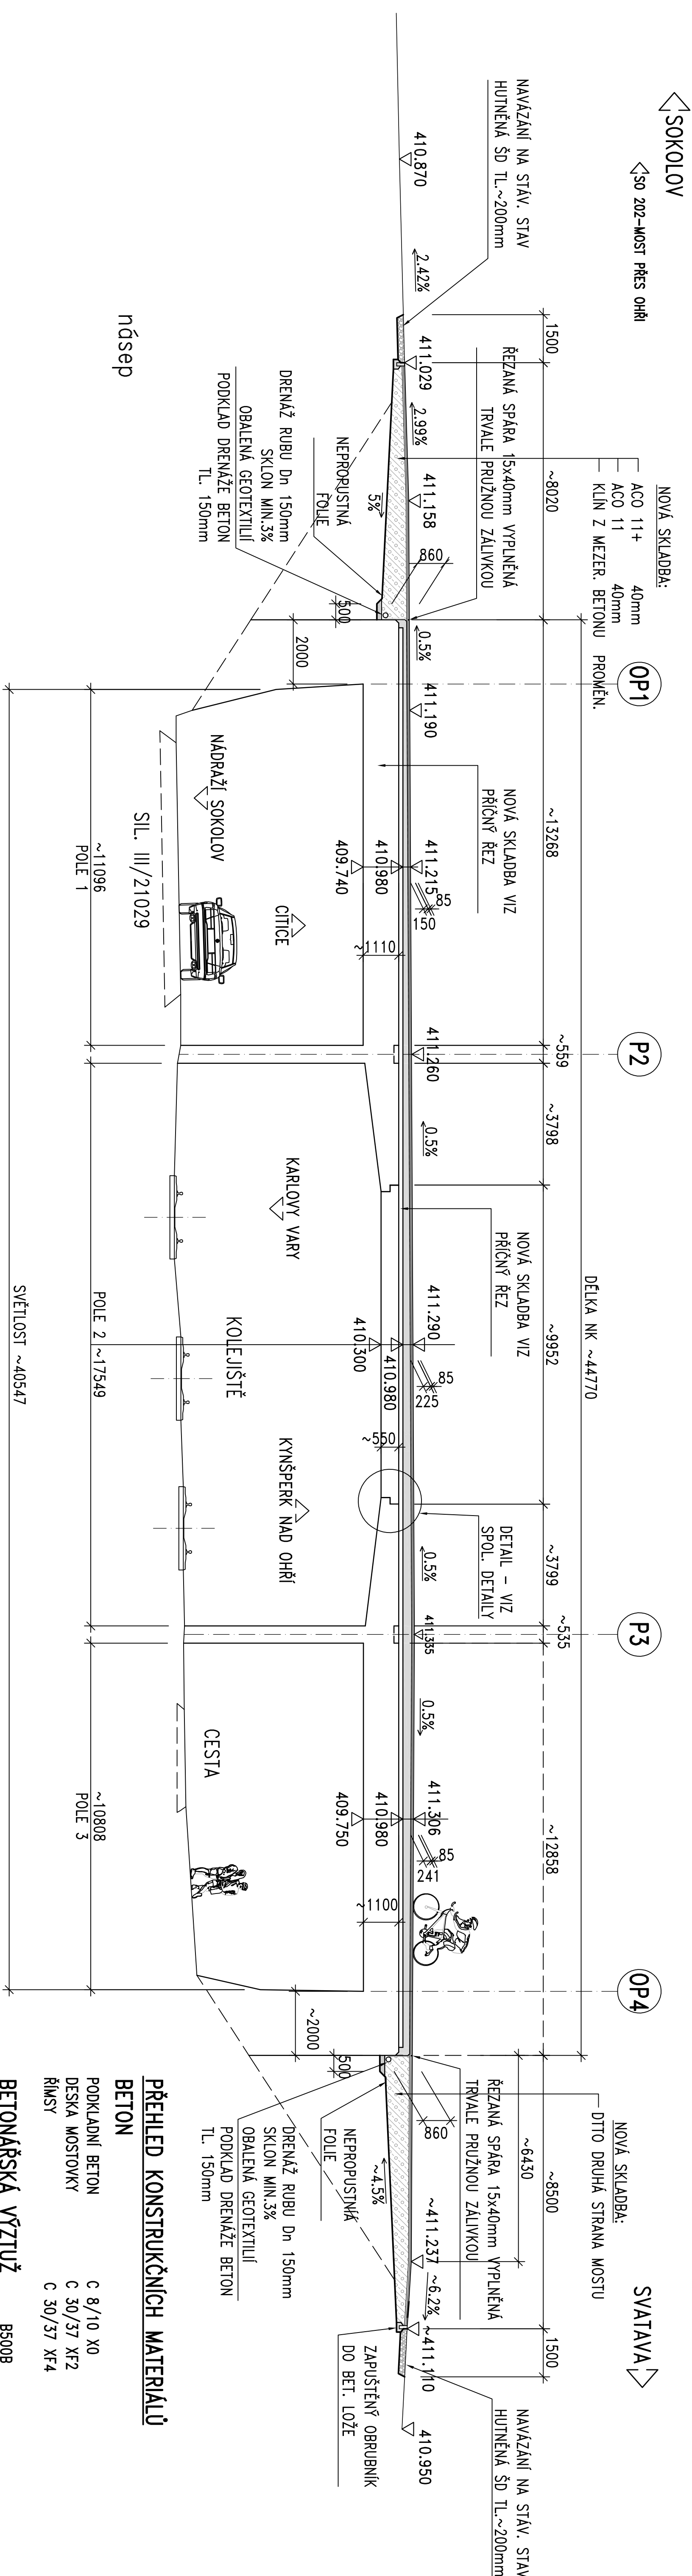 SOKOLOV
SO 202-MOST PŘES OHŘI
NAVÁZÁNÍ NA STÁV. STAV
HUTNĚNÁ ŠD TL.~200mm
NOVÁ SKLADBA:
ACO 11+ 40mm
ACO 11 40mm
KLÍN Z MEZER. BETONU PROMĚN.
OP1
P2
P3
OP4
SVATAVA
NOVÁ SKLADBA:
DTTO DRUHÁ STRANA MOSTU
NAVÁZÁNÍ NA STÁV. STAV
HUTNĚNÁ ŠD TL.~200mm
DÉLKA NK ~44770
1500
~8020
~13268
~559
~3798
~9952
~3799
~535
~12858
~8500
1500
~6430
ŘEZANÁ SPÁRA 15x40mm VYPLNĚNÁ
TRVALE PRUŽNOU ZÁLIVKOU
NOVÁ SKLADBA VIZ
PŘÍČNÝ ŘEZ
NOVÁ SKLADBA VIZ
PŘÍČNÝ ŘEZ
DETAIL - VIZ
SPOL. DETAILY
ŘEZANÁ SPÁRA 15x40mm VYPLNĚNÁ
TRVALE PRUŽNOU ZÁLIVKOU
410.870
2.42%
411.029
2.99%
411.158
860
0.5%
411.190
411.215
85
150
411.260
0.5%
411.290
85
225
0.5%
411.335
0.5%
411.306
85
241
860
~411.237
~6.2%
~411.110
410.950
5%
500
2000
410.980
409.740
~1110
410.980
410.300
~550
410.980
409.750
~1100
~2000
500
~4.5%
NEPROPUSTNÁ
FOLIE
DRENÁŽ RUBU Dn 150mm
SKLON MIN.3%
OBALENÁ GEOTEXTILIÍ
PODKLAD DRENÁŽE BETON
TL. 150mm
násep
NEPROPUSTNÁ
FOLIE
DRENÁŽ RUBU Dn 150mm
SKLON MIN.3%
OBALENÁ GEOTEXTILIÍ
PODKLAD DRENÁŽE BETON
TL. 150mm
ZAPUŠTĚNÝ OBRUBNÍK
DO BET. LOŽE
NÁDRAŽÍ SOKOLOV
CITICE
SIL. III/21029
KARLOVY VARY
KOLEJIŠTĚ
KYNŠPERK NAD OHŘÍ
CESTA
~11096
POLE 1
POLE 2 ~17549
~10808
POLE 3
SVĚTLOST ~40547
PŘEHLED KONSTRUKČNÍCH MATERIÁLŮ
BETON
PODKLADNÍ BETON C 8/10 X0
DESKA MOSTOVKY C 30/37 XF2
ŘÍMSY C 30/37 XF4
BETONÁŘSKÁ VÝZTUŽ B500B